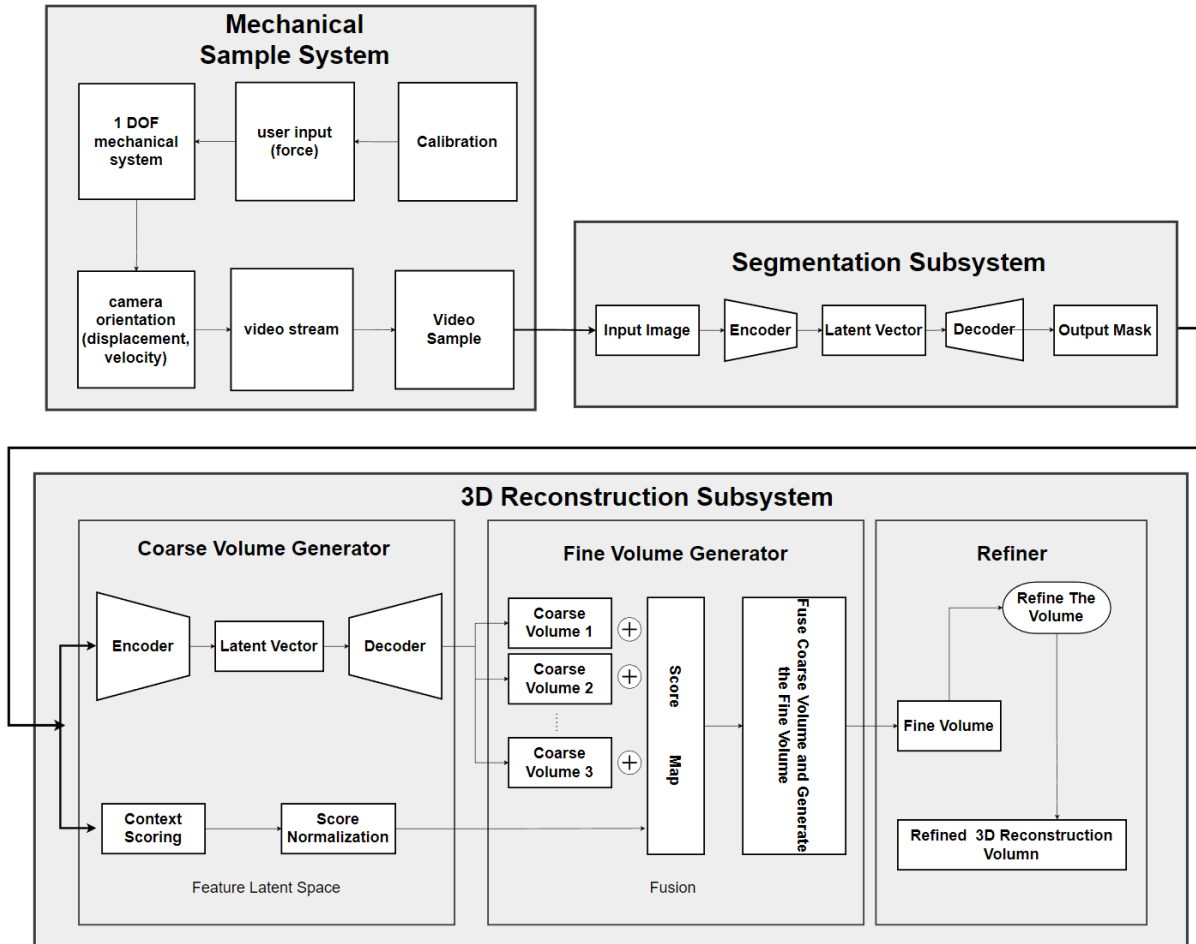 Mechanical
Sample System
1 DOF
mechanical
system
user input
(force)
Calibration
camera
orientation
(displacement,
velocity)
video stream
Video
Sample
Segmentation Subsystem
Input Image
Encoder
Latent Vector
Decoder
Output Mask
3D Reconstruction Subsystem
Coarse Volume Generator
Encoder
Latent Vector
Decoder
Context
Scoring
Score
Normalization
Feature Latent Space
Fine Volume Generator
Coarse
Volume 1
+
Coarse
Volume 2
+
Coarse
Volume 3
+
Score Map
Fuse Coarse Volume and Generate
the Fine Volume
Fusion
Refiner
Refine The
Volume
Fine Volume
Refined 3D Reconstruction
Volumn